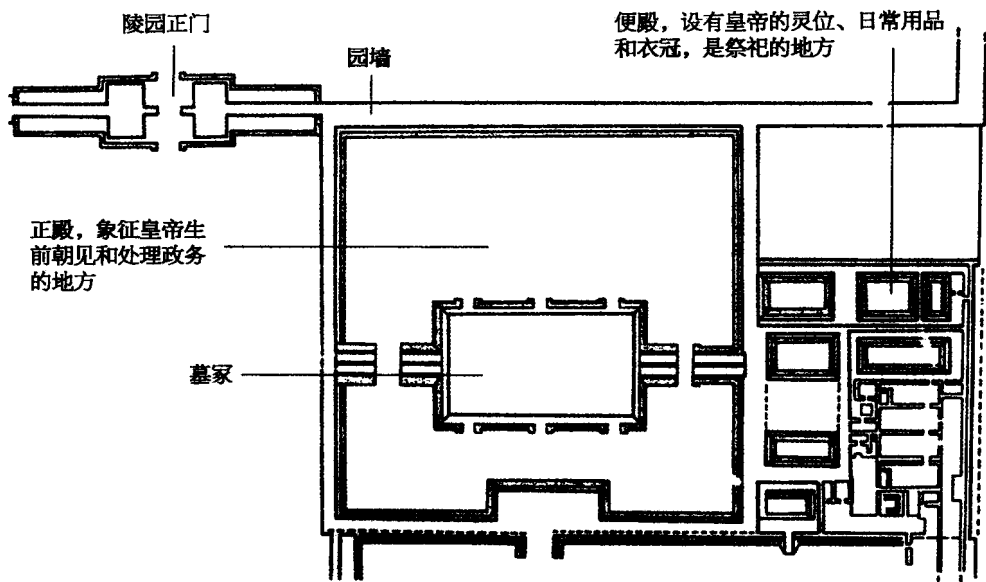 陵园正门
园墙
便殿，设有皇帝的灵位、日常用品
和衣冠，是祭祀的地方
正殿，象征皇帝生
前朝见和处理政务
的地方
墓冢